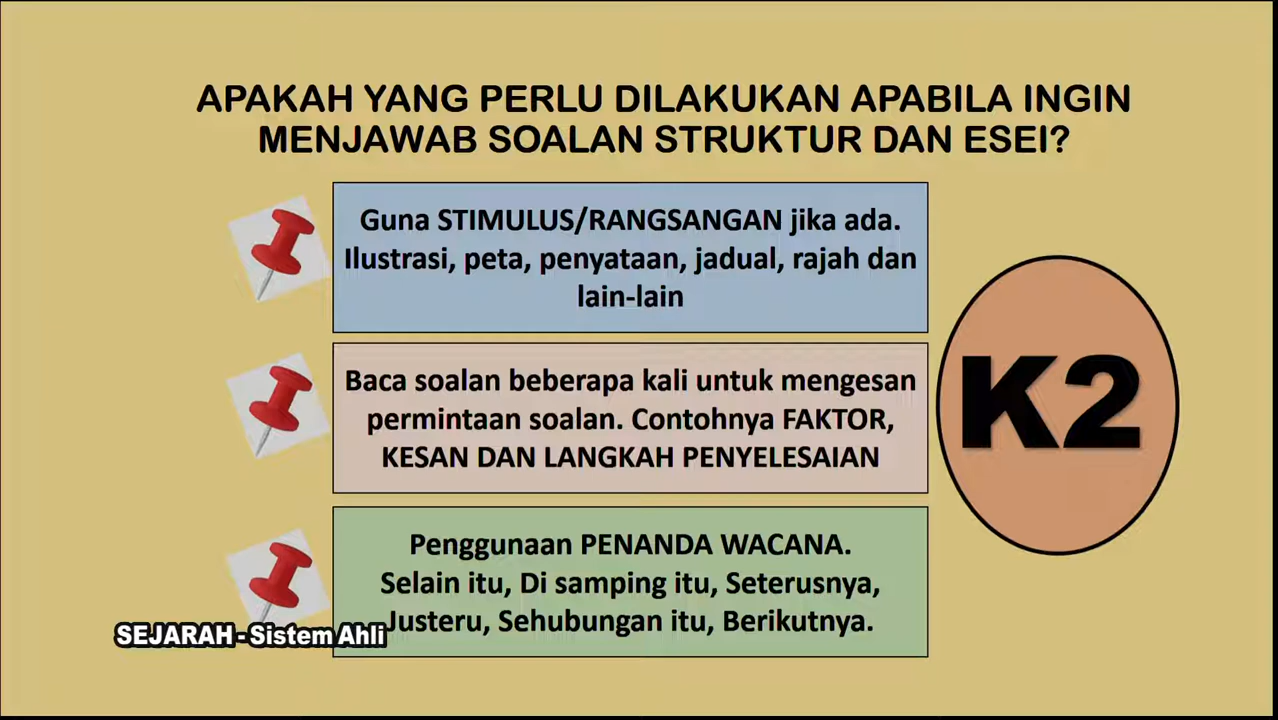 APAKAH YANG PERLU DILAKUKAN APABILA INGIN
MENJAWAB SOALAN STRUKTUR DAN ESEI?
Guna STIMULUS/RANGSANGAN jika ada.
Ilustrasi, peta, penyataan, jadual, rajah dan
lain-lain
Baca soalan beberapa kali untuk mengesan
permintaan soalan. Contohnya FAKTOR,
KESAN DAN LANGKAH PENYELESAIAN
K2
Penggunaan PENANDA WACANA.
Selain itu, Di samping itu, Seterusnya,
Justeru, Sehubungan itu, Berikutnya.
SEJARAH - Sistem Ahli